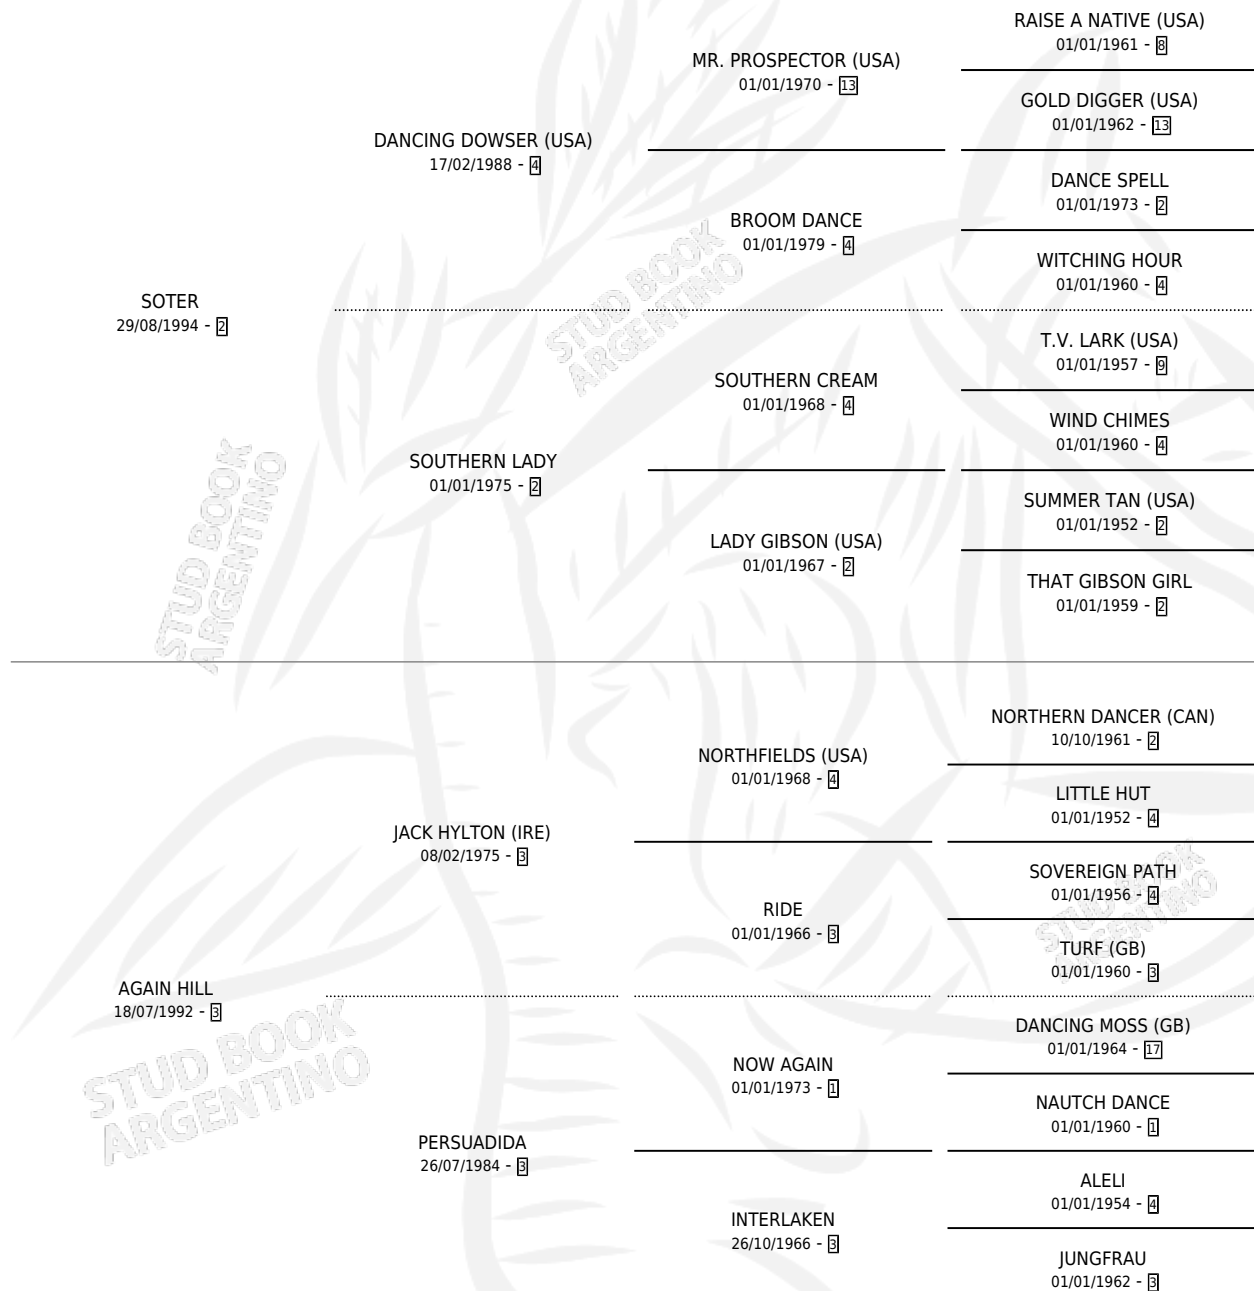 RAISE A NATIVE (USA)
01/01/1961 - 8
MR. PROSPECTOR (USA)
01/01/1970 - 13
GOLD DIGGER (USA)
01/01/1962 - 13
DANCING DOWSER (USA)
17/02/1988 - 4
DANCE SPELL
01/01/1973 - 2
BROOM DANCE
01/01/1979 - 4
WITCHING HOUR
01/01/1960 - 4
SOTER
29/08/1994 - 2
STUD BOOK
ARGENTINO
T.V. LARK (USA)
01/01/1957 - 9
SOUTHERN CREAM
01/01/1968 - 4
WIND CHIMES
01/01/1960 - 4
SOUTHERN LADY
01/01/1975 - 2
STUD BOOK
ARGENTINO
SUMMER TAN (USA)
01/01/1952 - 2
LADY GIBSON (USA)
01/01/1967 - 2
THAT GIBSON GIRL
01/01/1959 - 2
NORTHERN DANCER (CAN)
10/10/1961 - 2
NORTHFIELDS (USA)
01/01/1968 - 4
LITTLE HUT
01/01/1952 - 4
JACK HYLTON (IRE)
08/02/1975 - 3
SOVEREIGN PATH
01/01/1956 - 4
STUD BOOK
ARGENTINO
RIDE
01/01/1966 - 3
TURF (GB)
01/01/1960 - 3
AGAIN HILL
18/07/1992 - 3
STUD BOOK
ARGENTINO
DANCING MOSS (GB)
01/01/1964 - 17
NOW AGAIN
01/01/1973 - 1
NAUTCH DANCE
01/01/1960 - 1
PERSUADIDA
26/07/1984 - 3
ALELI
01/01/1954 - 4
INTERLAKEN
26/10/1966 - 3
JUNGFRAU
01/01/1962 - 3